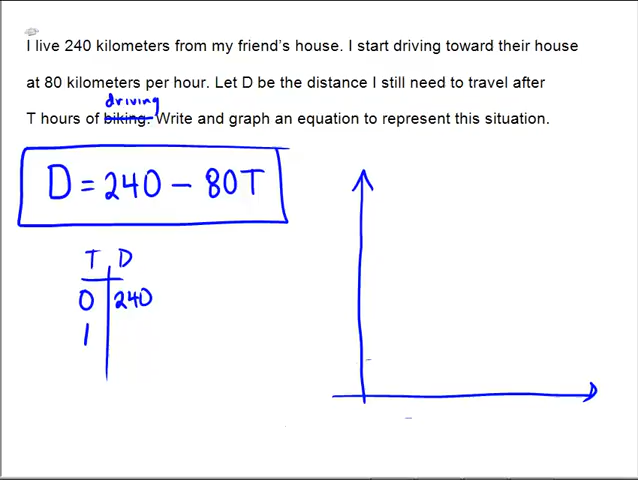 I live 240 kilometers from my friend's house. I start driving toward their house
at 80 kilometers per hour. Let D be the distance I still need to travel after
driving
T hours of biking. Write and graph an equation to represent this situation.
D = 240 - 80T
T D
0 240
1